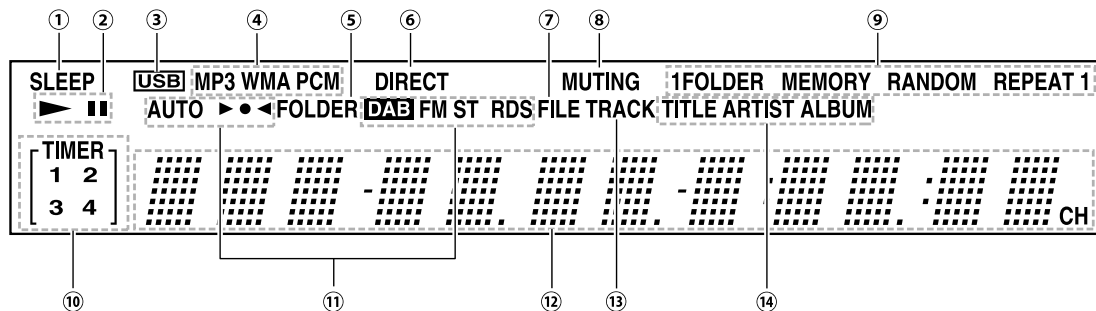 ① ② ③ ④ ⑤ ⑥ ⑦ ⑧ ⑨
SLEEP USB MP3 WMA PCM DIRECT MUTING 1FOLDER MEMORY RANDOM REPEAT 1
AUTO FOLDER DAB FM ST RDS FILE TRACK TITLE ARTIST ALBUM
TIMER
1 2
3 4
CH
⑩ ⑪ ⑫ ⑬ ⑭